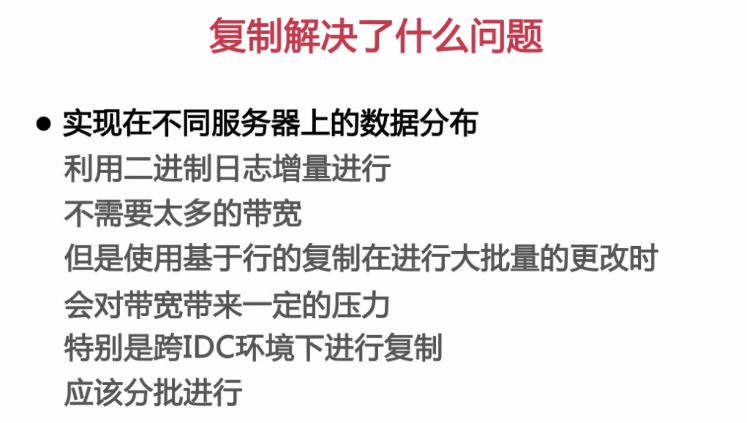 复制解决了什么问题
● 实现在不同服务器上的数据分布
利用二进制日志增量进行
不需要太多的带宽
但是使用基于行的复制在进行大批量的更改时
会对带宽带来一定的压力
特别是跨IDC环境下进行复制
应该分批进行